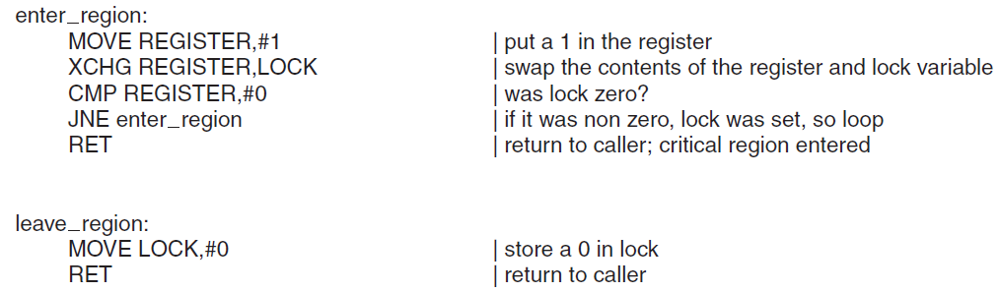 enter_region:
MOVE REGISTER,#1 | put a 1 in the register
XCHG REGISTER,LOCK | swap the contents of the register and lock variable
CMP REGISTER,#0 | was lock zero?
JNE enter_region | if it was non zero, lock was set, so loop
RET | return to caller; critical region entered
leave_region:
MOVE LOCK,#0 | store a 0 in lock
RET | return to caller